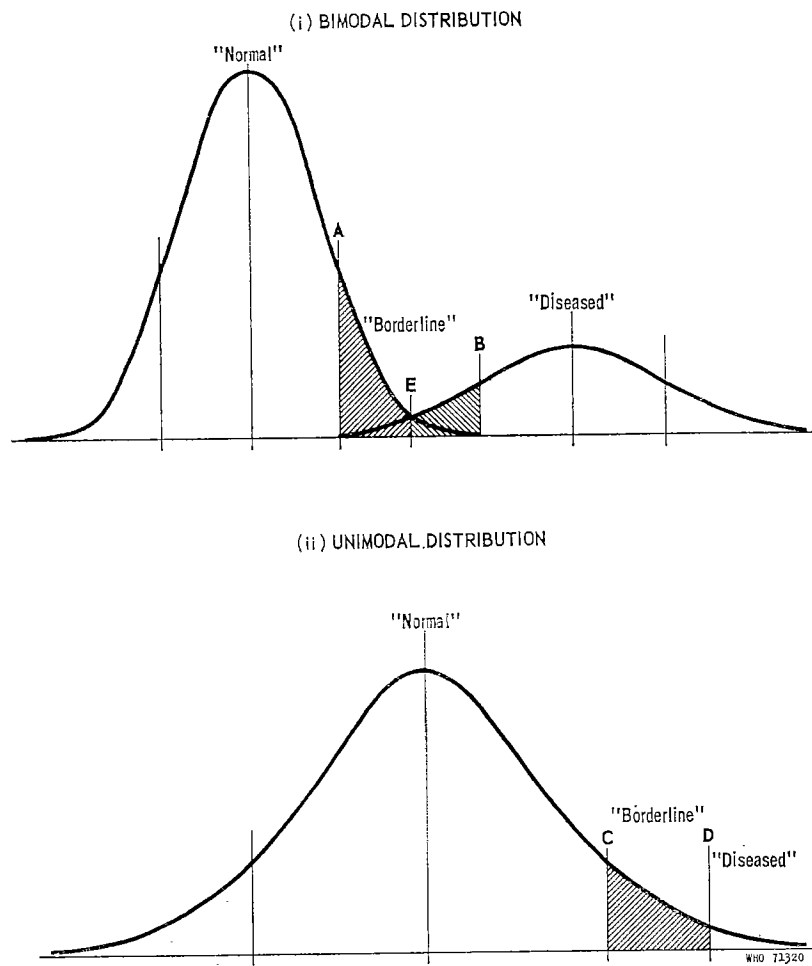 (i) BIMODAL DISTRIBUTION
"Normal"
A
"Diseased"
"Borderline"
B
E
(ii) UNIMODAL.DISTRIBUTION
"Normal"
"Borderline"
C D
"Diseased"
WHO 71320